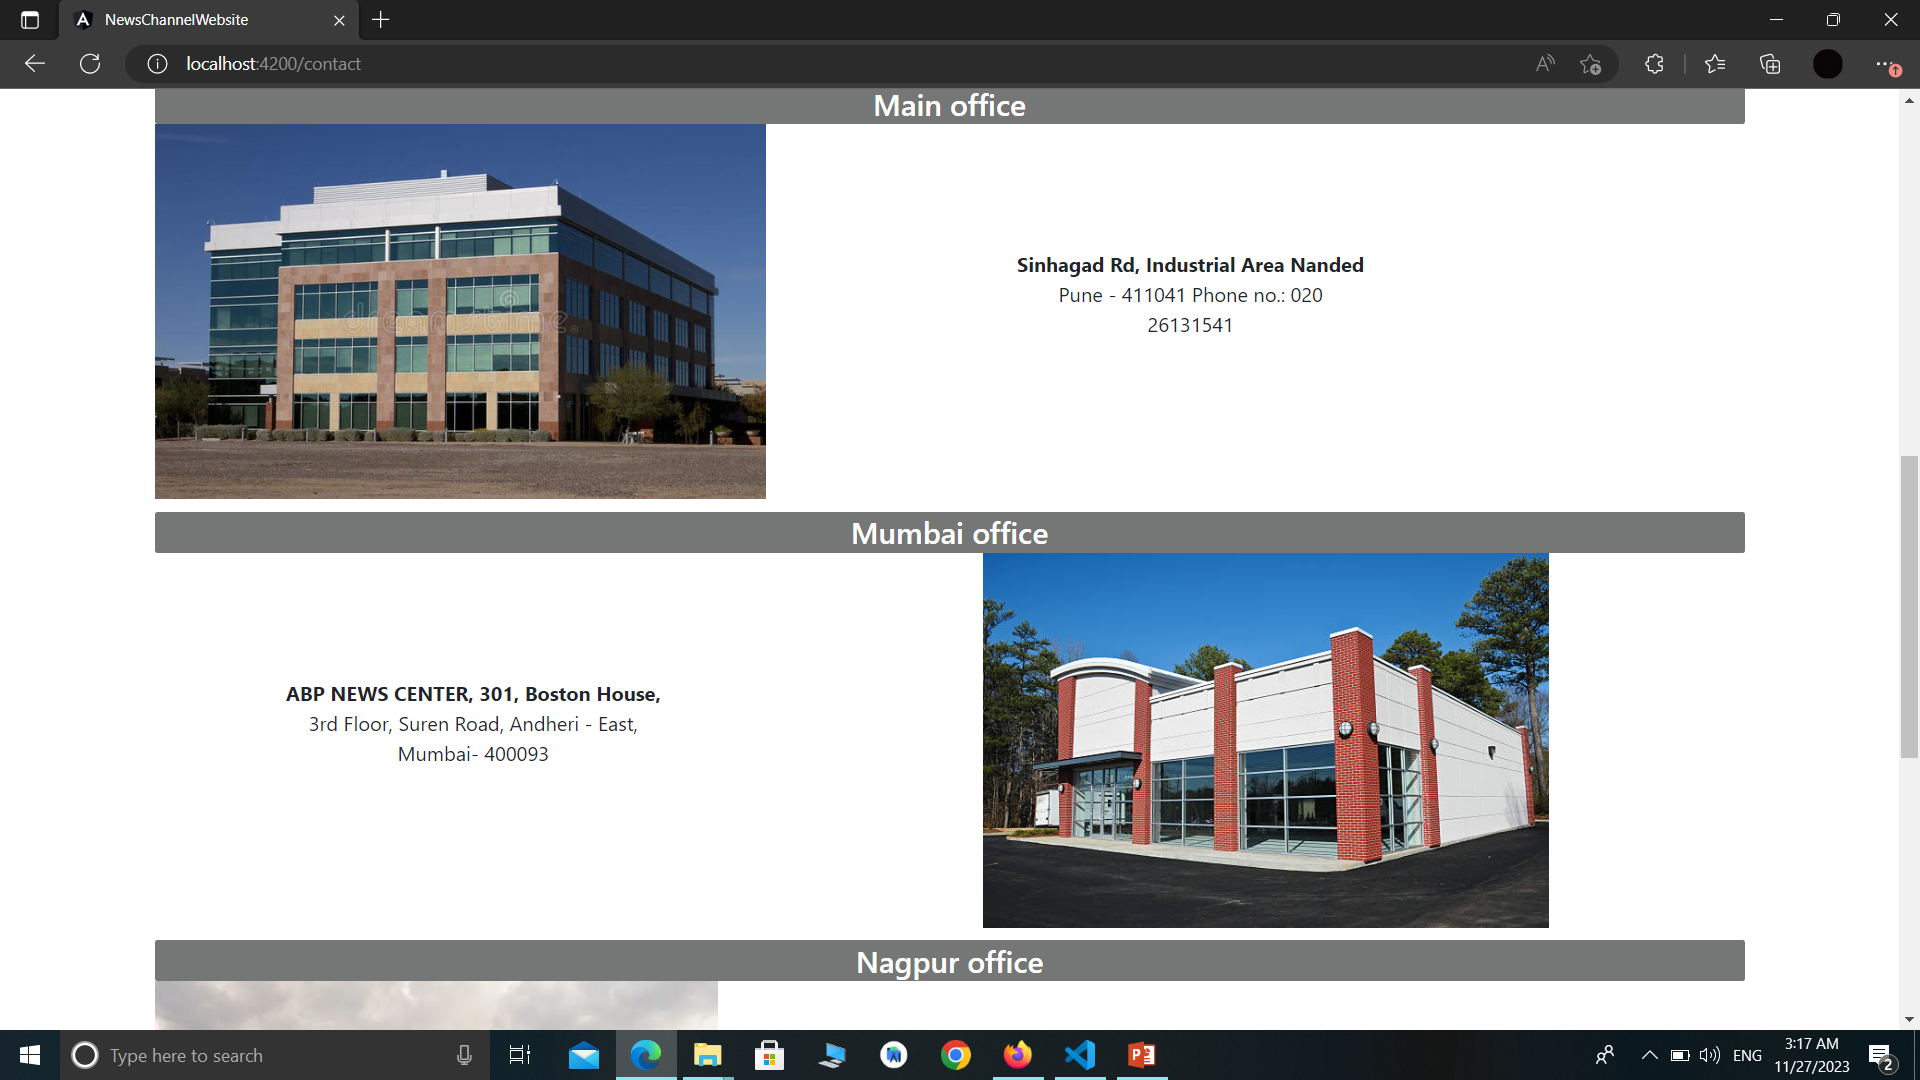 NewsChannelWebsite
localhost:4200/contact
Main office
dreamstime
Sinhagad Rd, Industrial Area Nanded
Pune - 411041 Phone no.: 020
26131541
Mumbai office
ABP NEWS CENTER, 301, Boston House,
3rd Floor, Suren Road, Andheri - East,
Mumbai- 400093
Nagpur office
Type here to search
ENG
3:17 AM
11/27/2023
2